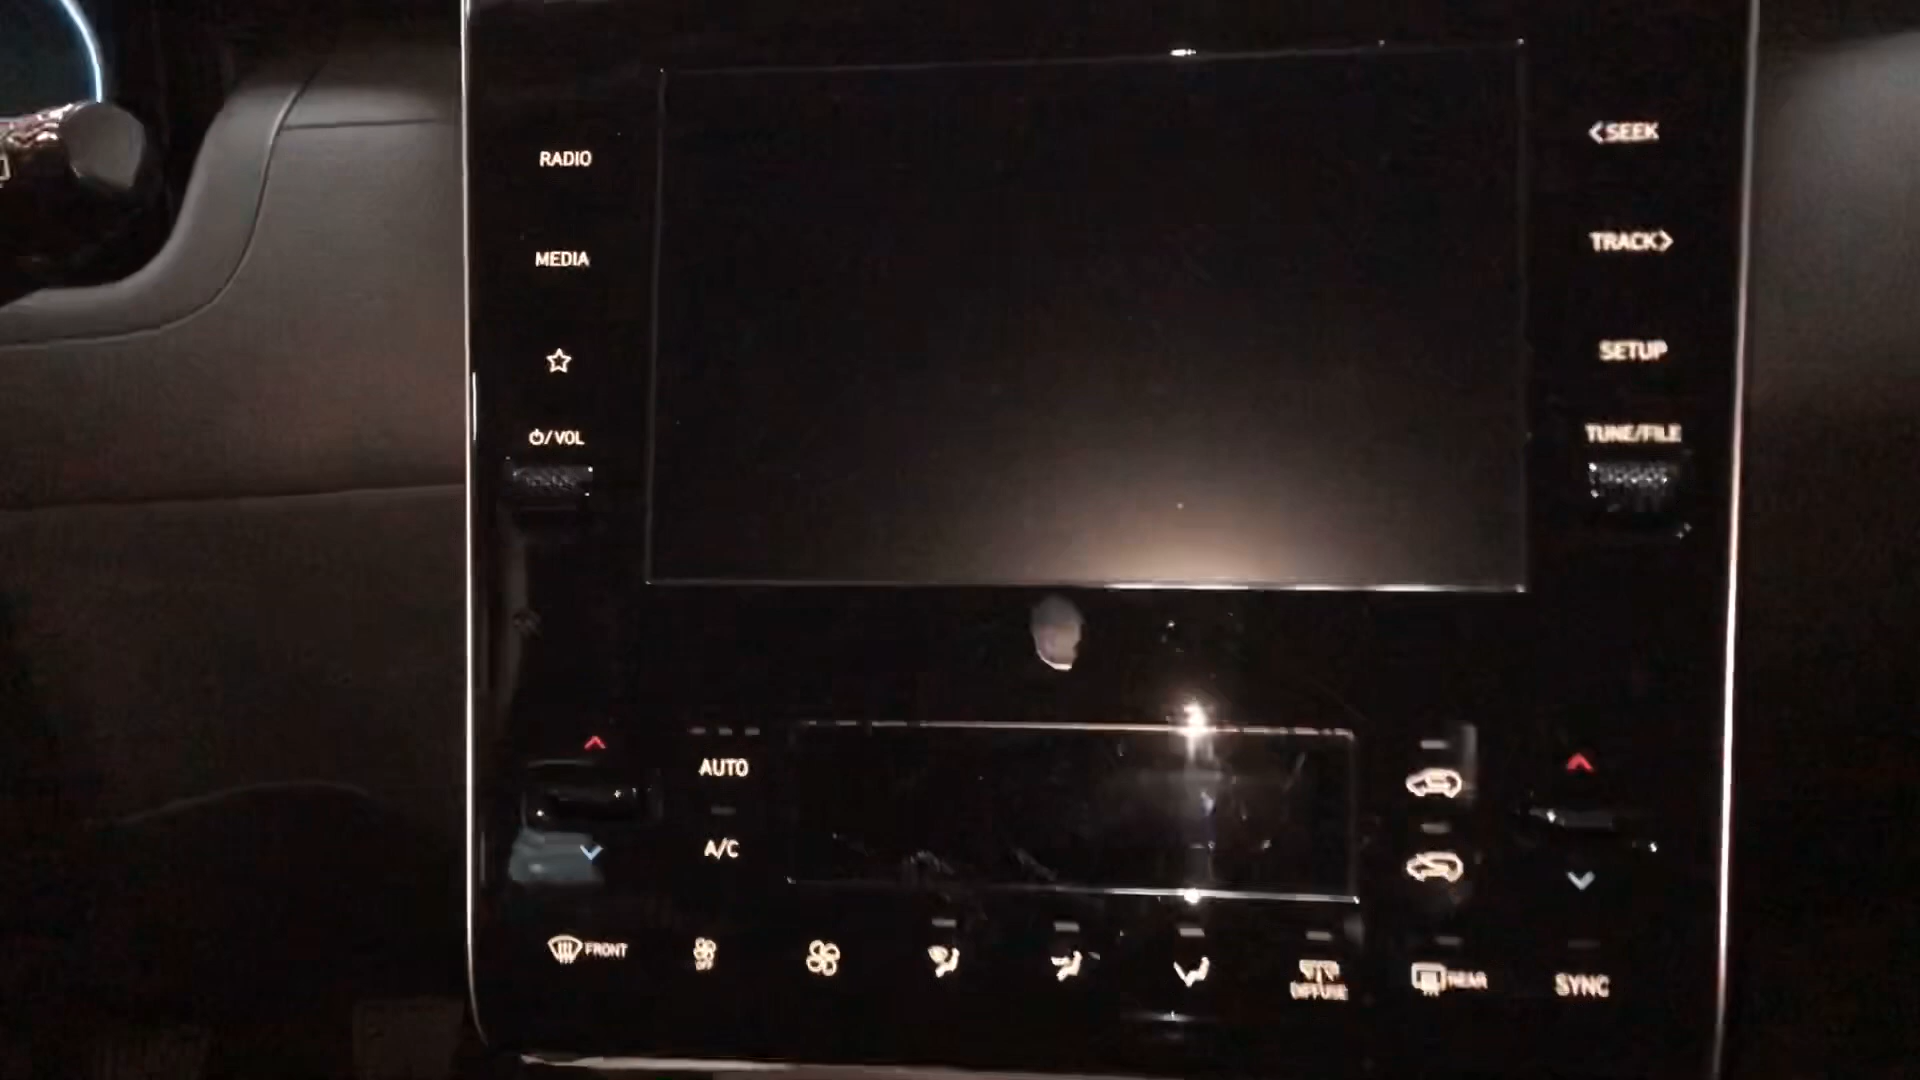 RADIO
<SEEK
MEDIA
TRACK>
SETUP
/VOL
TUNE/FILE
AUTO
A/C
FRONT
OFF
DIFFUSE
REAR
SYNC